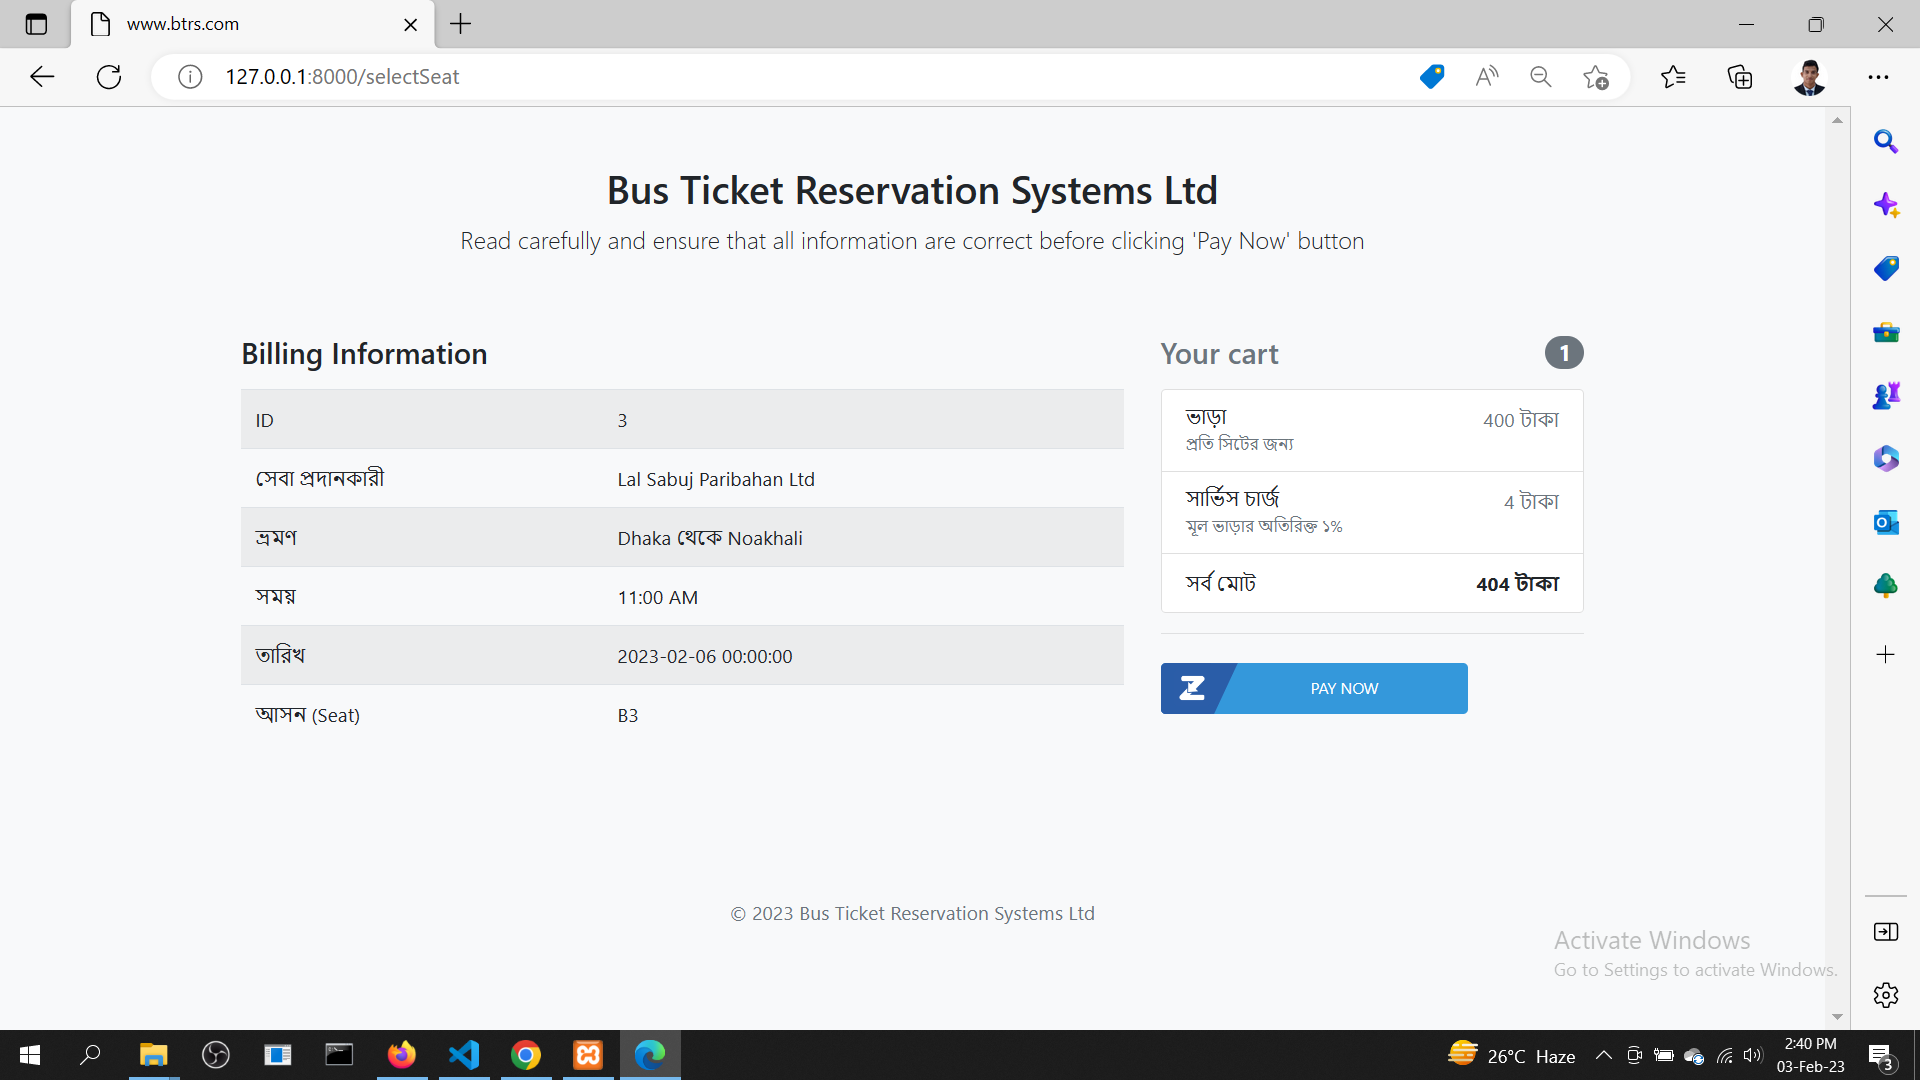 www.btrs.com
127.0.0.1:8000/selectSeat
Bus Ticket Reservation Systems Ltd
Read carefully and ensure that all information are correct before clicking 'Pay Now' button
Billing Information
ID 3
সেবা প্রদানকারী Lal Sabuj Paribahan Ltd
ভ্রমণ Dhaka থেকে Noakhali
সময় 11:00 AM
তারিখ 2023-02-06 00:00:00
আসন (Seat) B3
Your cart 1
ভাড়া 400 টাকা
প্রতি সিটের জন্য
সার্ভিস চার্জ 4 টাকা
মূল ভাড়ার অতিরিক্ত ১%
সর্ব মোট 404 টাকা
PAY NOW
© 2023 Bus Ticket Reservation Systems Ltd
Activate Windows
Go to Settings to activate Windows.
26°C Haze
2:40 PM
03-Feb-23
3